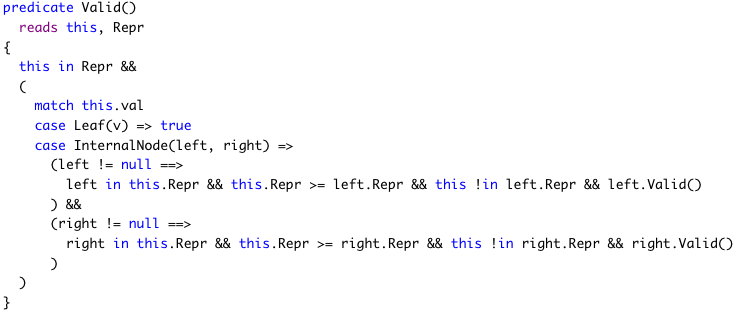 predicate Valid()
  reads this, Repr
{
  this in Repr &&
  (
    match this.val
    case Leaf(v) => true
    case InternalNode(left, right) =>
      (left != null ==>
        left in this.Repr && this.Repr >= left.Repr && this !in left.Repr && left.Valid()
      ) &&
      (right != null ==>
        right in this.Repr && this.Repr >= right.Repr && this !in right.Repr && right.Valid()
      )
  )
}